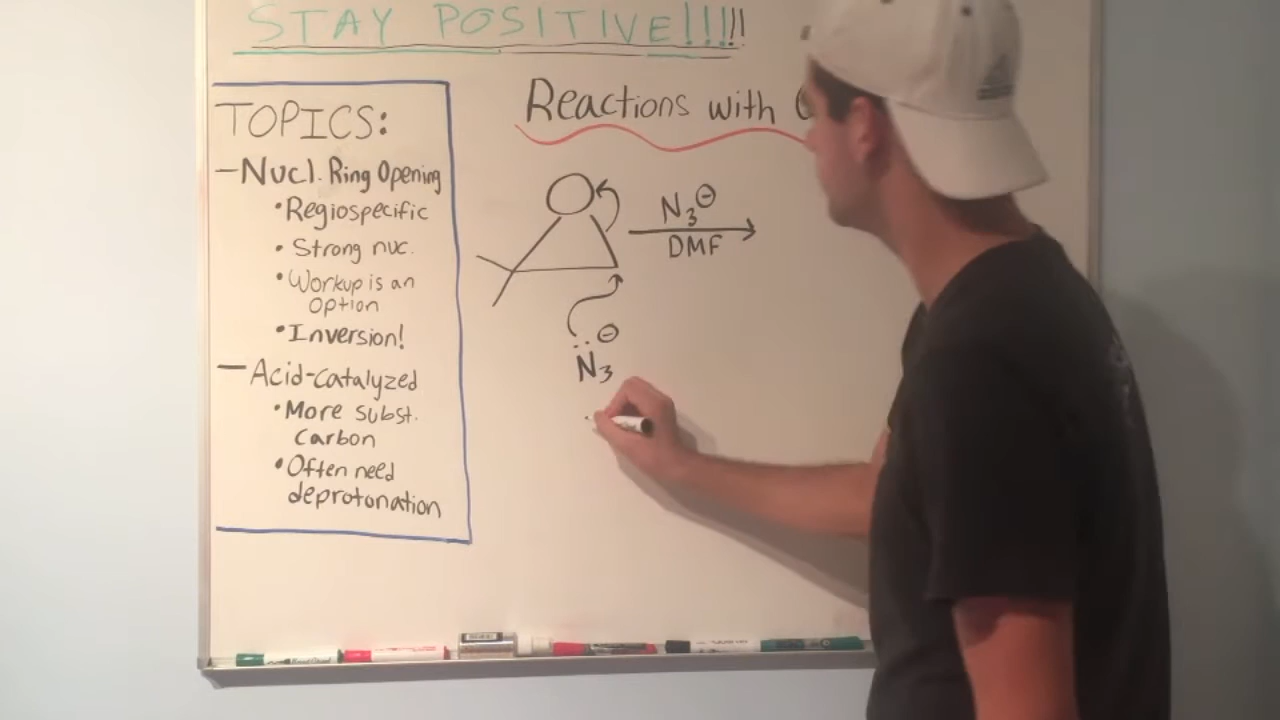 STAY POSITIVE!!!!!!
Reactions with
TOPICS:
-Nucl. Ring Opening
•Regiospecific
• Strong nuc.
•Workup is an
Option
•Inversion!
-Acid-catalyzed
•More subst.
Carbon
•Often need
deprotonation
O
N3⊖
DMF
⊖
N3